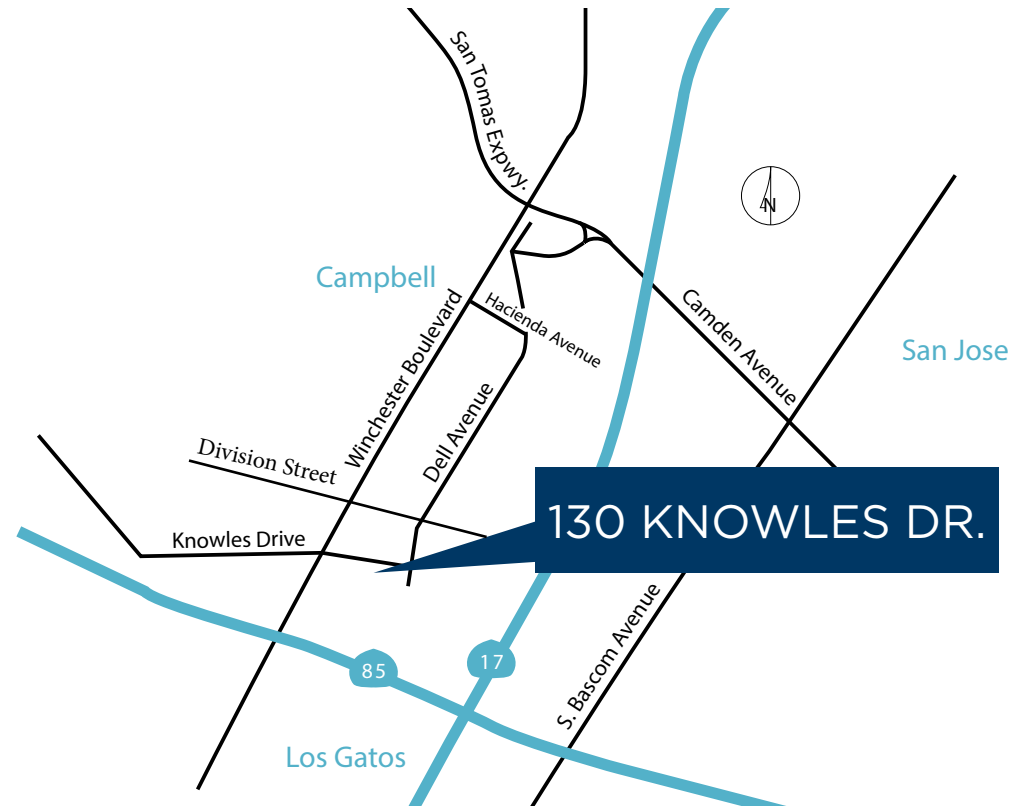 San Tomas Expwy.
N
Campbell
Hacienda Avenue
Camden Avenue
San Jose
Winchester Boulevard
Dell Avenue
Division Street
130 KNOWLES DR.
Knowles Drive
85
17
S. Bascom Avenue
Los Gatos